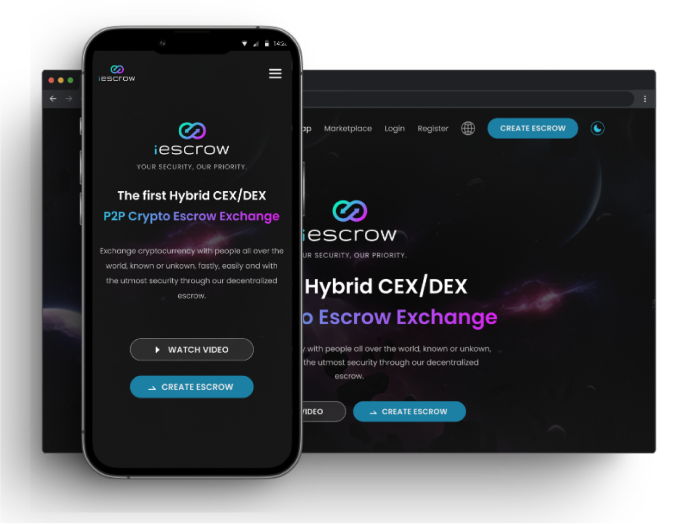 14:2
iescrow
iescrow
YOUR SECURITY, OUR PRIORITY.
The first Hybrid CEX/DEX
P2P Crypto Escrow Exchange
Exchange cryptocurrency with people all over the
world, known or unkown, fastly, easily and with
the utmost security through our decentralized
escrow.
WATCH VIDEO
CREATE ESCROW
ap Marketplace Login Register CREATE ESCROW
iescrow
UR SECURITY, OUR PRIORITY.
Hybrid CEX/DEX
o Escrow Exchange
with people all over the world, known or unkown,
the utmost security through our decentralized
escrow.
VIDEO
CREATE ESCROW